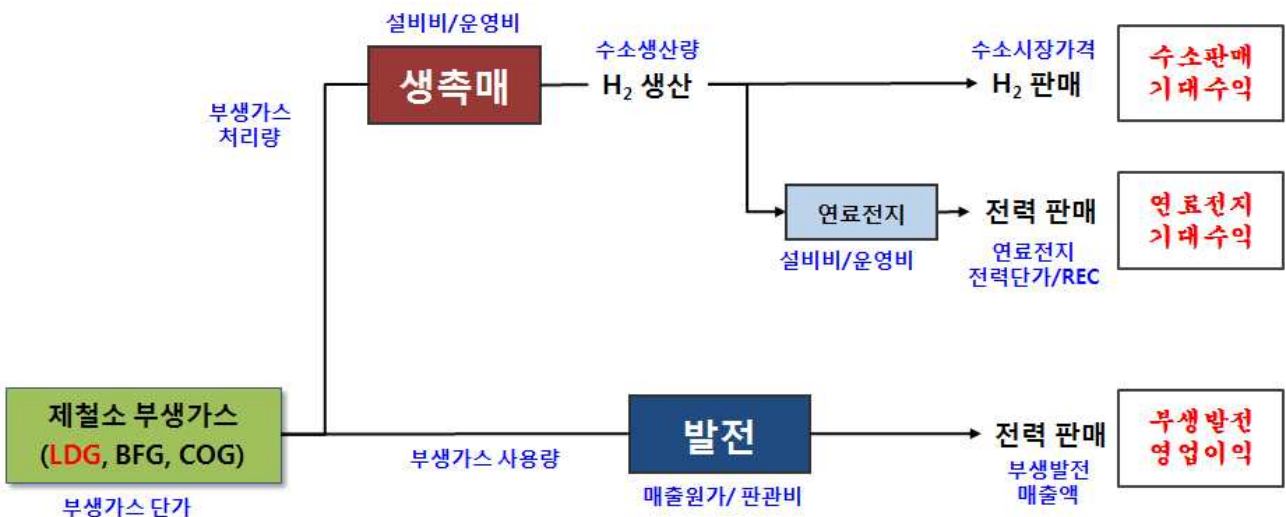 설비비/운영비
생촉매
수소생산량
H₂ 생산
수소시장가격
H₂ 판매
수소판매
기대수익
부생가스
처리량
연료전지
설비비/운영비
전력 판매
연료전지
전력단가/REC
연료전지
기대수익
제철소 부생가스
(LDG, BFG, COG)
부생가스 단가
부생가스 사용량
발전
매출원가/ 판관비
전력 판매
부생발전
매출액
부생발전
영업이익